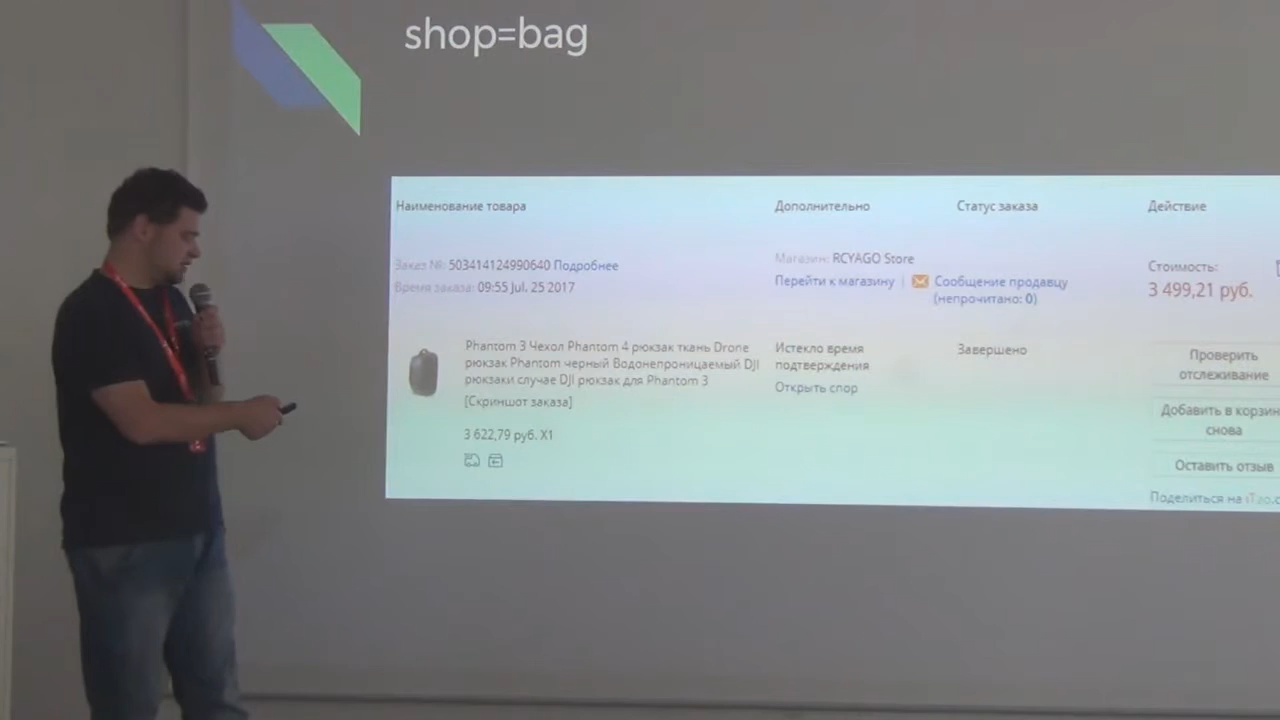 shop=bag
Наименование товара
Дополнительно
Статус заказа
Действие
Заказ №: 503414124990640 Подробнее
Время заказа: 09:55 Jul. 25 2017
Магазин: RCYAGO Store
Перейти к магазину
Сообщение продавцу
(непрочитано: 0)
Стоимость:
3 499,21 руб.
Phantom 3 Чехол Phantom 4 рюкзак ткань Drone
рюкзак Phantom черный Водонепроницаемый DJI
рюкзаки случае DJI рюкзак для Phantom 3
[Скриншот заказа]
3 622,79 руб. X1
Истекло время
подтверждения
Открыть спор
Завершено
Проверить
отслеживание
Добавить в корзин
снова
Оставить отзыв
Поделиться на